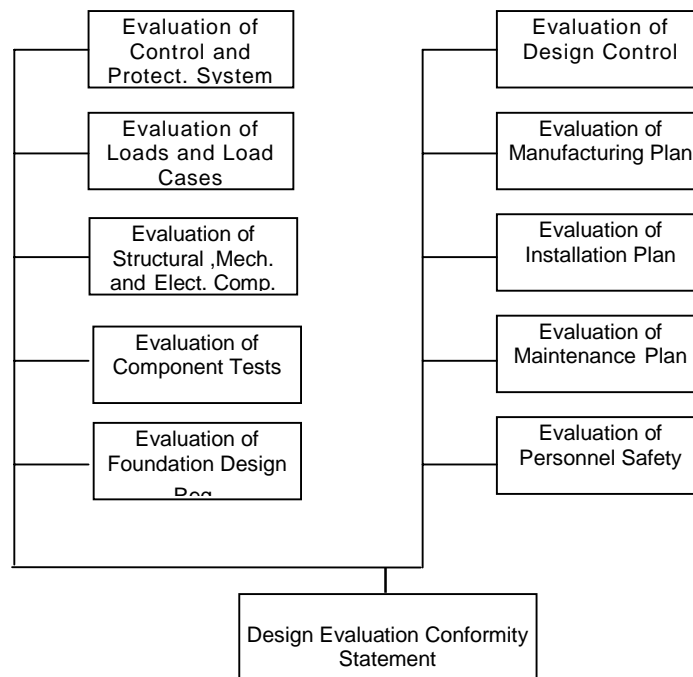 Evaluation of
Control and
Protect. System
Evaluation of
Loads and Load
Cases
Evaluation of
Structural ,Mech.
and Elect. Comp.
Evaluation of
Component Tests
Evaluation of
Foundation Design
Req.
Evaluation of
Design Control
Evaluation of
Manufacturing Plan
Evaluation of
Installation Plan
Evaluation of
Maintenance Plan
Evaluation of
Personnel Safety
Design Evaluation Conformity
Statement